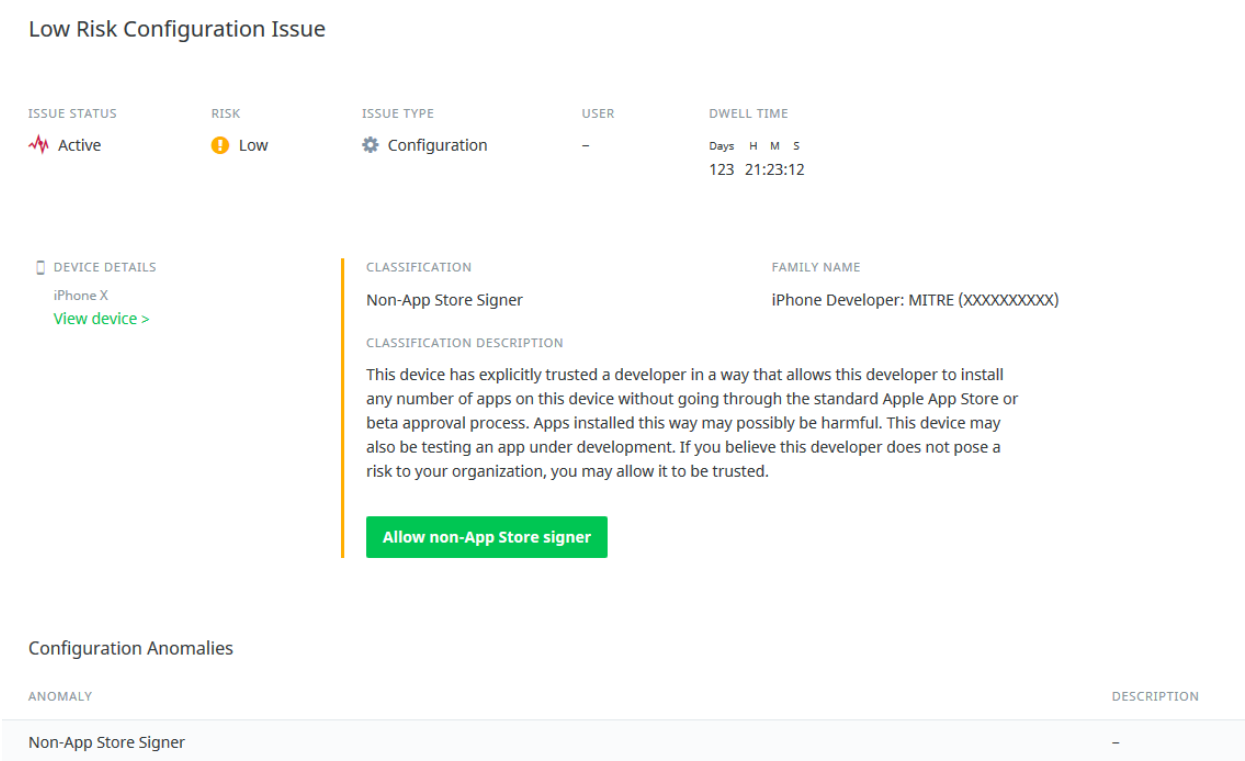 Low Risk Configuration Issue
ISSUE STATUS RISK ISSUE TYPE USER DWELL TIME
Active Low Configuration – Days H M S
123 21:23:12
DEVICE DETAILS
iPhone X
View device >
CLASSIFICATION FAMILY NAME
Non-App Store Signer iPhone Developer: MITRE (XXXXXXXXXX)
CLASSIFICATION DESCRIPTION
This device has explicitly trusted a developer in a way that allows this developer to install
any number of apps on this device without going through the standard Apple App Store or
beta approval process. Apps installed this way may possibly be harmful. This device may
also be testing an app under development. If you believe this developer does not pose a
risk to your organization, you may allow it to be trusted.
Allow non-App Store signer
Configuration Anomalies
ANOMALY DESCRIPTION
Non-App Store Signer –